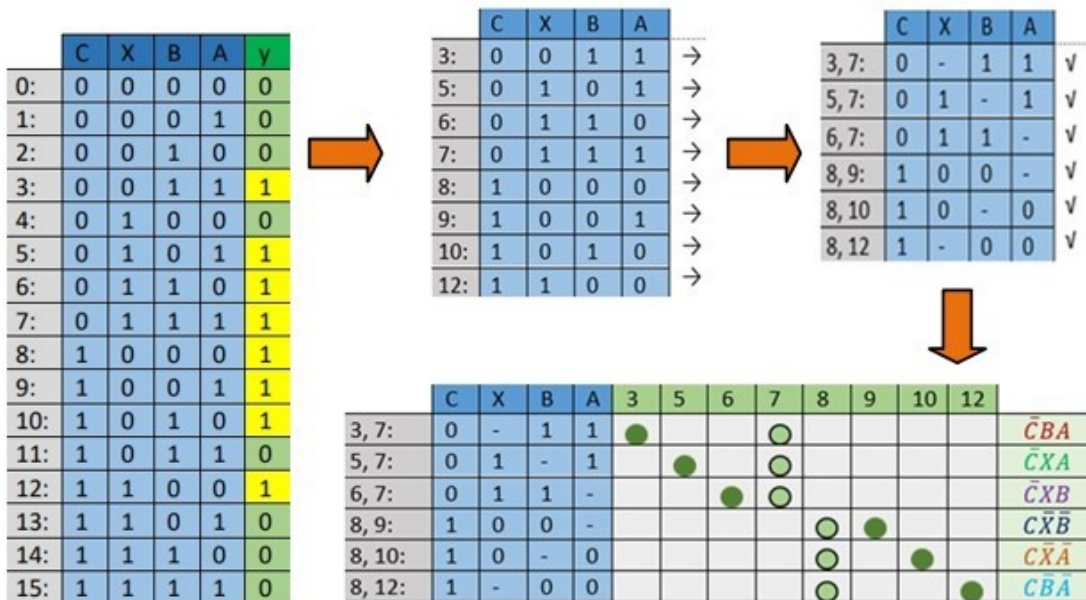 C X B A y
0: 0 0 0 0 0
1: 0 0 0 1 0
2: 0 0 1 0 0
3: 0 0 1 1 1
4: 0 1 0 0 0
5: 0 1 0 1 1
6: 0 1 1 0 1
7: 0 1 1 1 1
8: 1 0 0 0 1
9: 1 0 0 1 1
10: 1 0 1 0 1
11: 1 0 1 1 0
12: 1 1 0 0 1
13: 1 1 0 1 0
14: 1 1 1 0 0
15: 1 1 1 1 0
C X B A
3: 0 0 1 1 →
5: 0 1 0 1 →
6: 0 1 1 0 →
7: 0 1 1 1 →
8: 1 0 0 0 →
9: 1 0 0 1 →
10: 1 0 1 0 →
12: 1 1 0 0 →
C X B A
3, 7: 0 - 1 1 √
5, 7: 0 1 - 1 √
6, 7: 0 1 1 - √
8, 9: 1 0 0 - √
8, 10 1 0 - 0 √
8, 12 1 - 0 0 √
C X B A 3 5 6 7 8 9 10 12
3, 7: 0 - 1 1 C̄BA
5, 7: 0 1 - 1 C̄XA
6, 7: 0 1 1 - C̄XB
8, 9: 1 0 0 - CX̄B̄
8, 10: 1 0 - 0 CX̄Ā
8, 12: 1 - 0 0 CB̄Ā